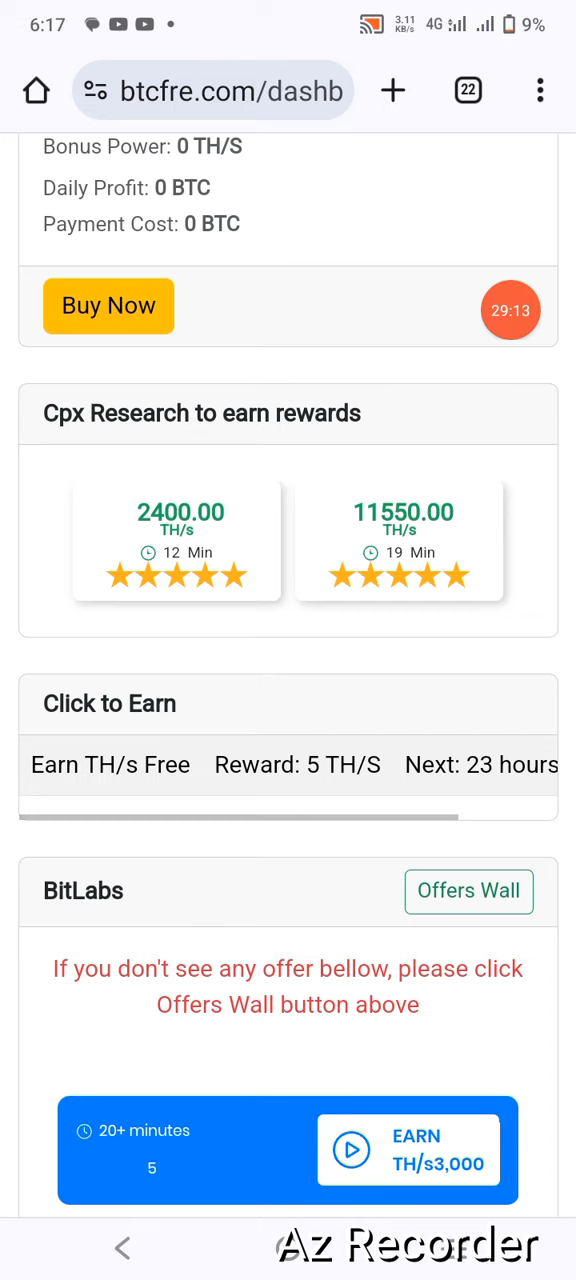 6:17 3.11 KB/s 4G 9%
btcfre.com/dashb 22
Bonus Power: 0 TH/S
Daily Profit: 0 BTC
Payment Cost: 0 BTC
Buy Now 29:13
Cpx Research to earn rewards
2400.00 11550.00
TH/s TH/s
12 Min 19 Min
Click to Earn
Earn TH/s Free Reward: 5 TH/S Next: 23 hours
BitLabs Offers Wall
If you don't see any offer bellow, please click
Offers Wall button above
20+ minutes EARN
5 TH/s3,000
Az Recorder